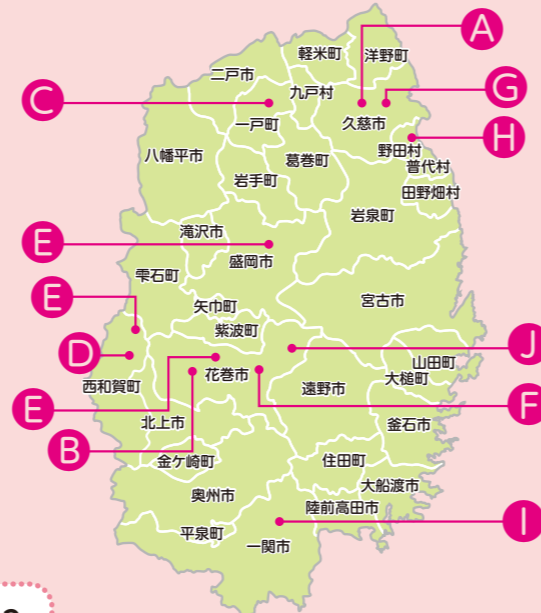 A
軽米町
洋野町
二戸市
九戸村
G
C
一戸町
久慈市
H
八幡平市
葛巻町
野田村
普代村
岩手町
田野畑村
岩泉町
滝沢市
E
盛岡市
雫石町
宮古市
E
矢巾町
紫波町
J
D
山田町
花巻市
大槌町
西和賀町
遠野市
F
E
北上市
釜石市
B
金ケ崎町
住田町
大船渡市
奥州市
陸前高田市
I
平泉町
一関市